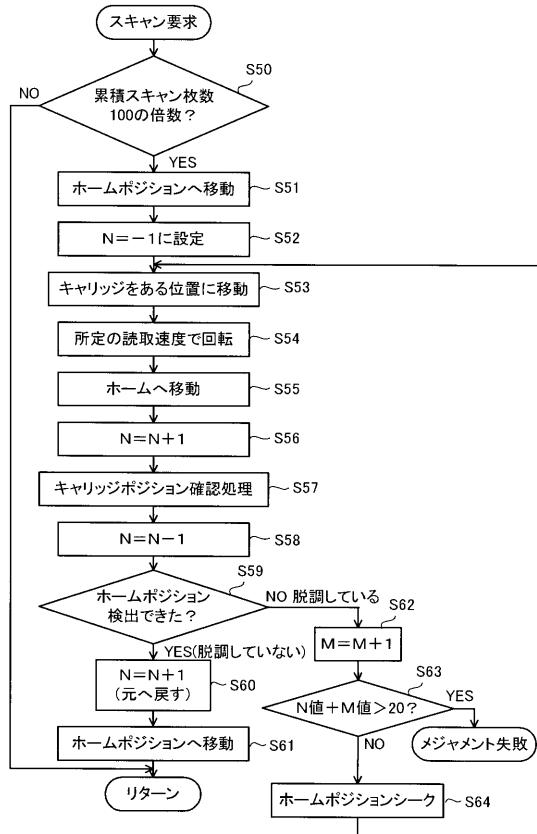 スキャン要求
S50
NO
累積スキャン枚数
100の倍数?
YES
ホームポジションへ移動
S51
N=-1に設定
S52
キャリッジをある位置に移動
S53
所定の読取速度で回転
S54
ホームへ移動
S55
N=N+1
S56
キャリッジポジション確認処理
S57
N=N-1
S58
S59
ホームポジション
検出できた?
NO 脱調している
S62
YES(脱調していない)
M=M+1
N=N+1
(元へ戻す)
S60
S63
N値+M値>20?
YES
メジャメント失敗
ホームポジションへ移動
S61
NO
リターン
ホームポジションシーク
S64